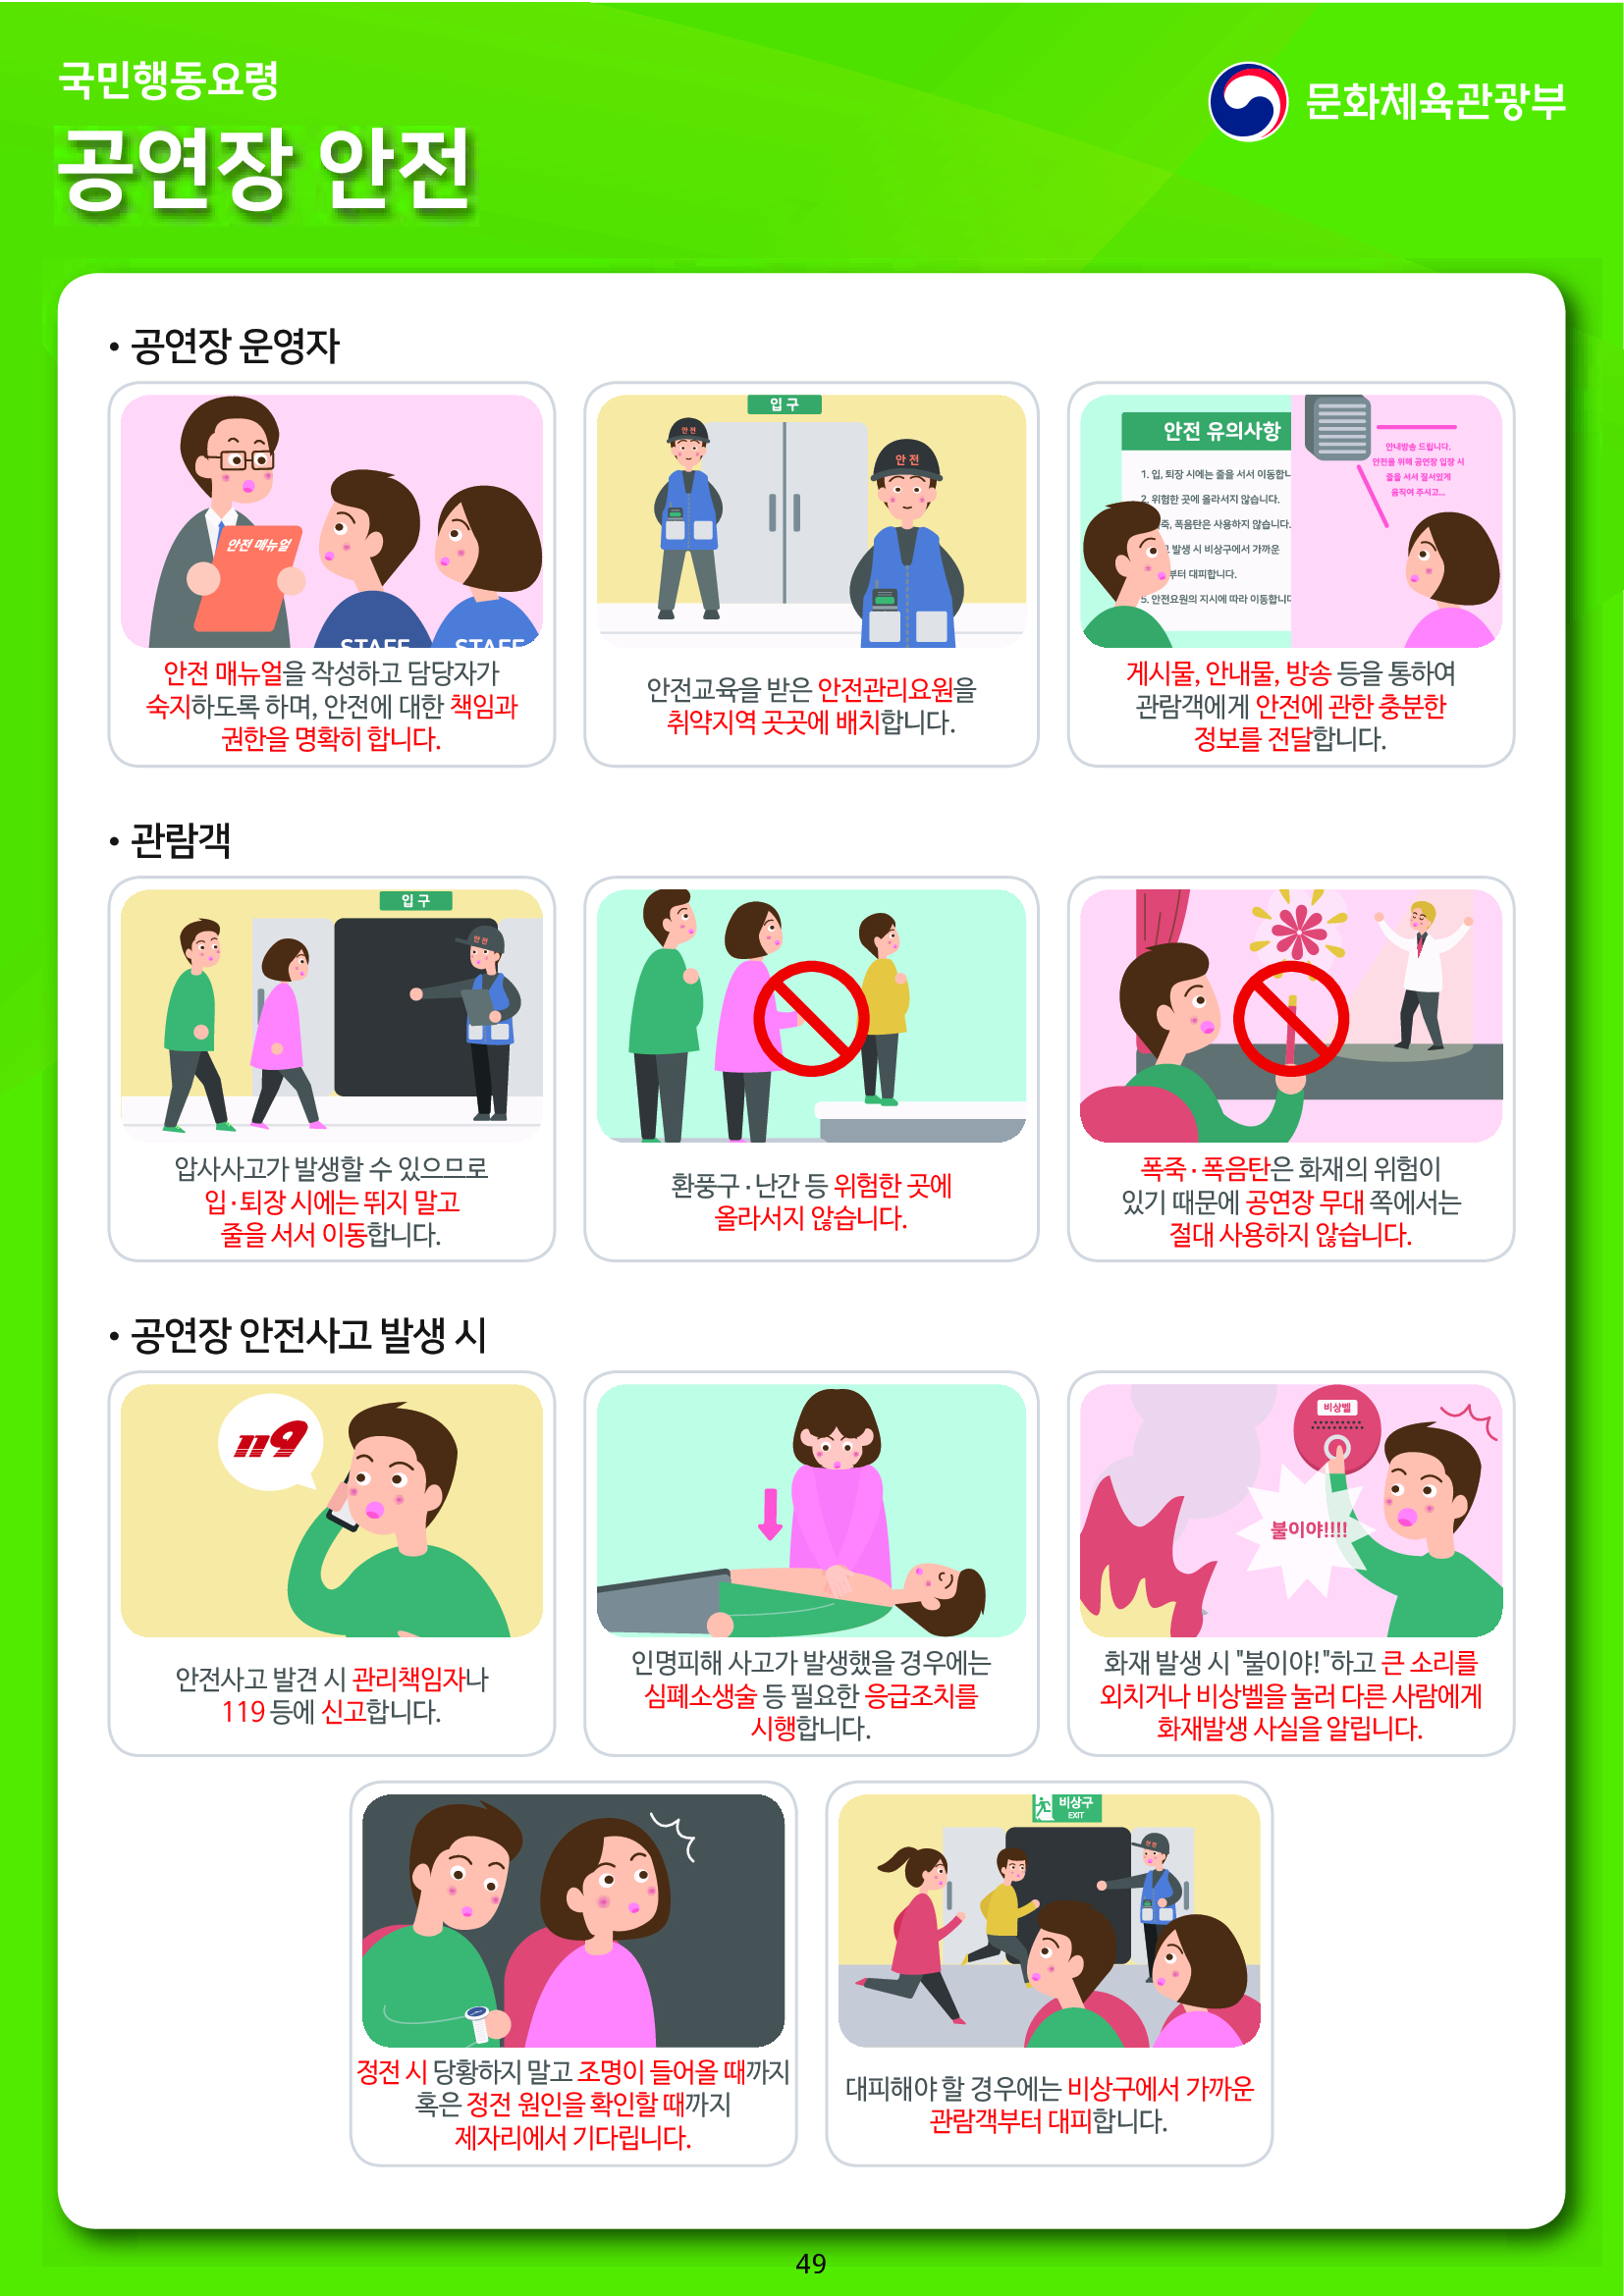 국민행동요령
공연장 안전
문화체육관광부
• 공연장 운영자
안전 매뉴얼
STAFF STAFF
안전 매뉴얼을 작성하고 담당자가
숙지하도록 하며, 안전에 대한 책임과
권한을 명확히 합니다.
입 구
안 전
안 전
안전교육을 받은 안전관리요원을
취약지역 곳곳에 배치합니다.
안전 유의사항
1. 입, 퇴장 시에는 줄을 서서 이동합니
2. 위험한 곳에 올라서지 않습니다.
죽, 폭음탄은 사용하지 않습니다.
발생 시 비상구에서 가까운
부터 대피합니다.
5. 안전요원의 지시에 따라 이동합니다
안내방송 드립니다.
안전을 위해 공연장 입장 시
줄을 서서 질서있게
움직여 주시고...
게시물, 안내물, 방송 등을 통하여
관람객에게 안전에 관한 충분한
정보를 전달합니다.
• 관람객
입 구
안전
압사사고가 발생할 수 있으므로
입·퇴장 시에는 뛰지 말고
줄을 서서 이동합니다.
환풍구·난간 등 위험한 곳에
올라서지 않습니다.
폭죽·폭음탄은 화재의 위험이
있기 때문에 공연장 무대 쪽에서는
절대 사용하지 않습니다.
• 공연장 안전사고 발생 시
119
안전사고 발견 시 관리책임자나
119 등에 신고합니다.
인명피해 사고가 발생했을 경우에는
심폐소생술 등 필요한 응급조치를
시행합니다.
비상벨
불이야!!!!
화재 발생 시 "불이야!"하고 큰 소리를
외치거나 비상벨을 눌러 다른 사람에게
화재발생 사실을 알립니다.
정전 시 당황하지 말고 조명이 들어올 때까지
혹은 정전 원인을 확인할 때까지
제자리에서 기다립니다.
비상구
EXIT
안전
대피해야 할 경우에는 비상구에서 가까운
관람객부터 대피합니다.
49